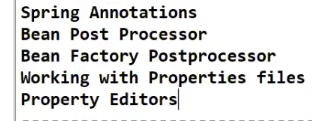 Spring Annotations
Bean Post Processor
Bean Factory Postprocessor
Working with Properties files
Property Editors